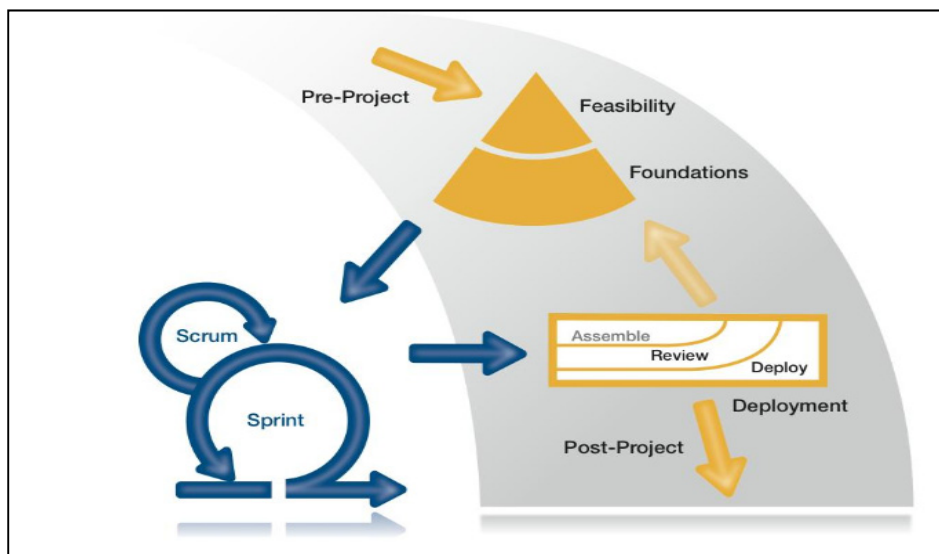 Pre-Project
Feasibility
Foundations
Scrum
Sprint
Assemble
Review
Deploy
Deployment
Post-Project